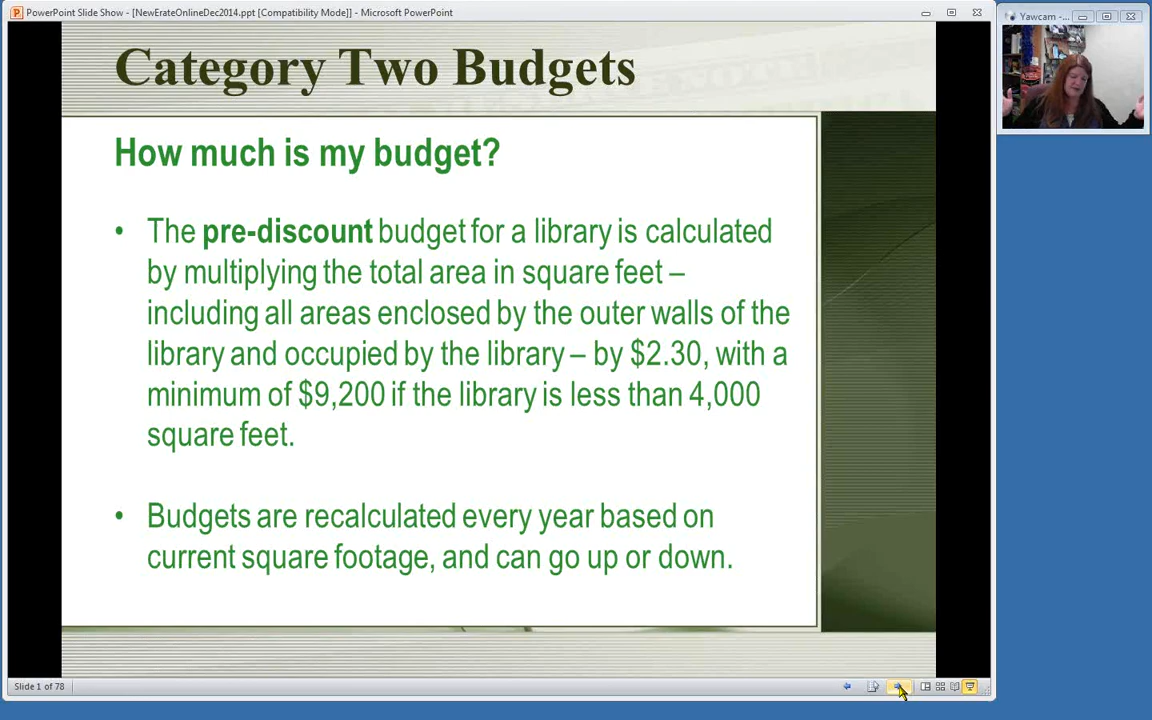 PowerPoint Slide Show - [NewErateOnlineDec2014.ppt [Compatibility Mode]] - Microsoft PowerPoint
Yawcam -...
Category Two Budgets
How much is my budget?
• The pre-discount budget for a library is calculated
by multiplying the total area in square feet –
including all areas enclosed by the outer walls of the
library and occupied by the library – by $2.30, with a
minimum of $9,200 if the library is less than 4,000
square feet.
• Budgets are recalculated every year based on
current square footage, and can go up or down.
Slide 1 of 78